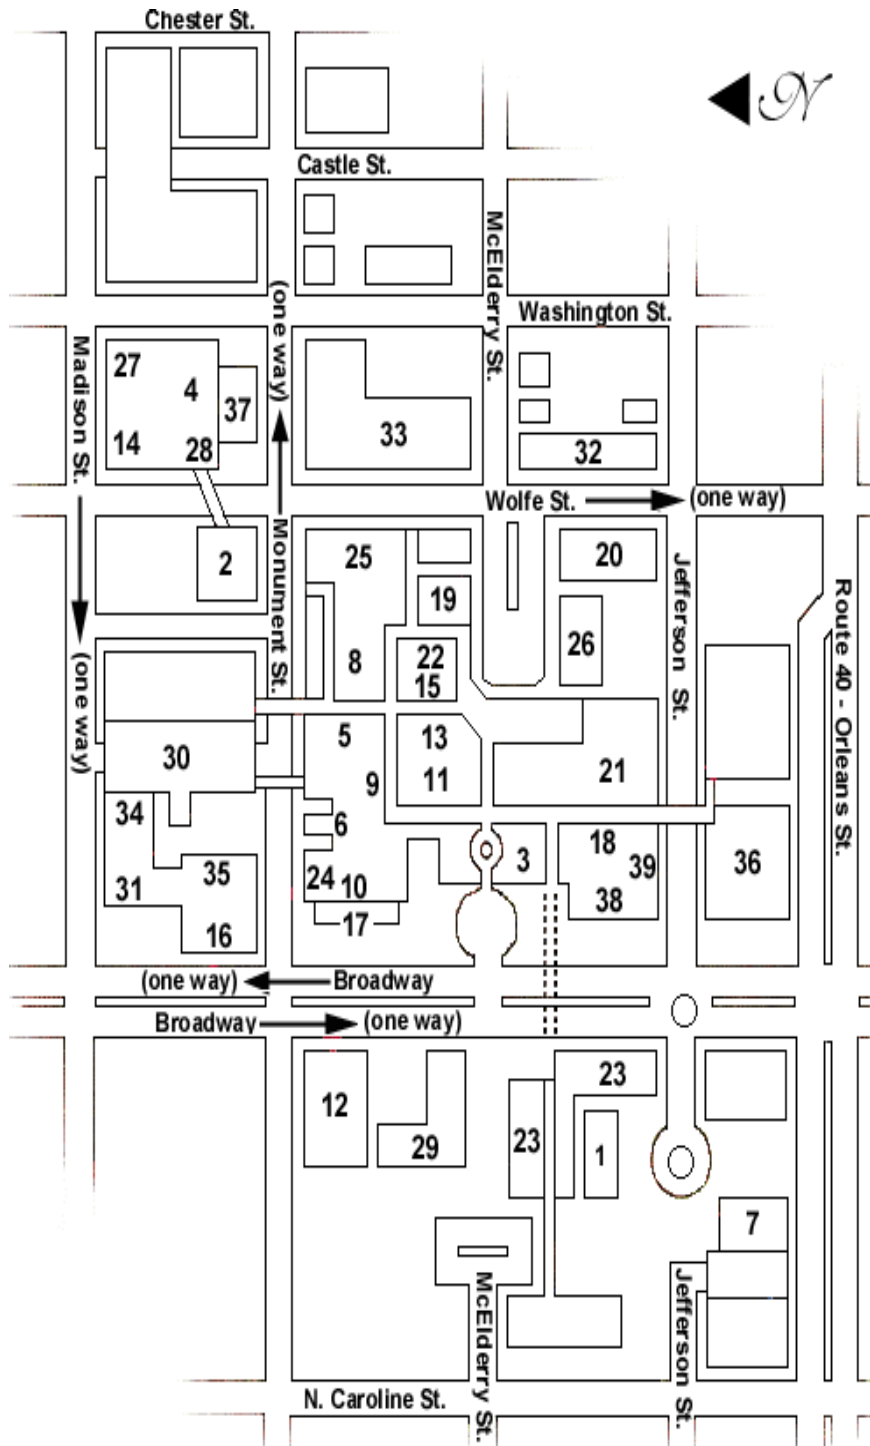 Chester St.
N
Castle St.
McElderry St.
(one way)
Washington St.
Madison St.
27
4
37
14
28
33
32
Wolfe St.
(one way)
Monument St.
2
25
20
Jefferson St.
Route 40 - Orleans St.
19
26
22
8
15
(one way)
5
13
30
9
11
21
34
6
18
3
39
36
35
24
10
31
38
17
16
(one way)
Broadway
Broadway
(one way)
23
12
23
29
1
7
McElderry St.
Jefferson St.
N. Caroline St.